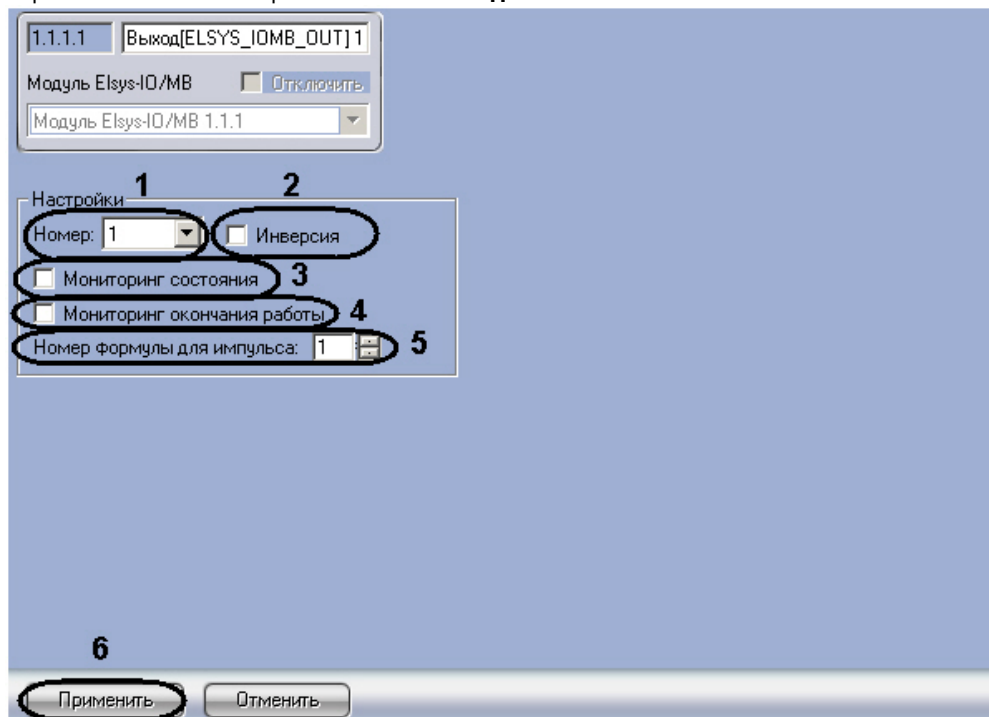 1.1.1.1 Выход[ELSYS_IOMB_OUT] 1
Модуль Elsys-IO/MB Отключить
Модуль Elsys-IO/MB 1.1.1
1 2
Настройки
Номер: 1 Инверсия
Мониторинг состояния 3
Мониторинг окончания работы 4
Номер формулы для импульса: 1 5
6
Применить Отменить